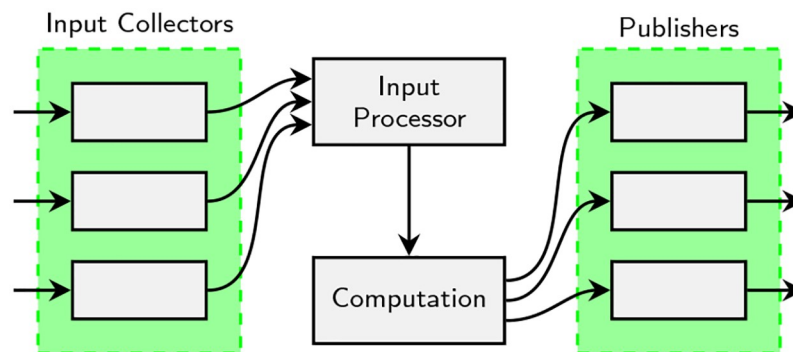 Input Collectors
Publishers
Input
Processor
Computation